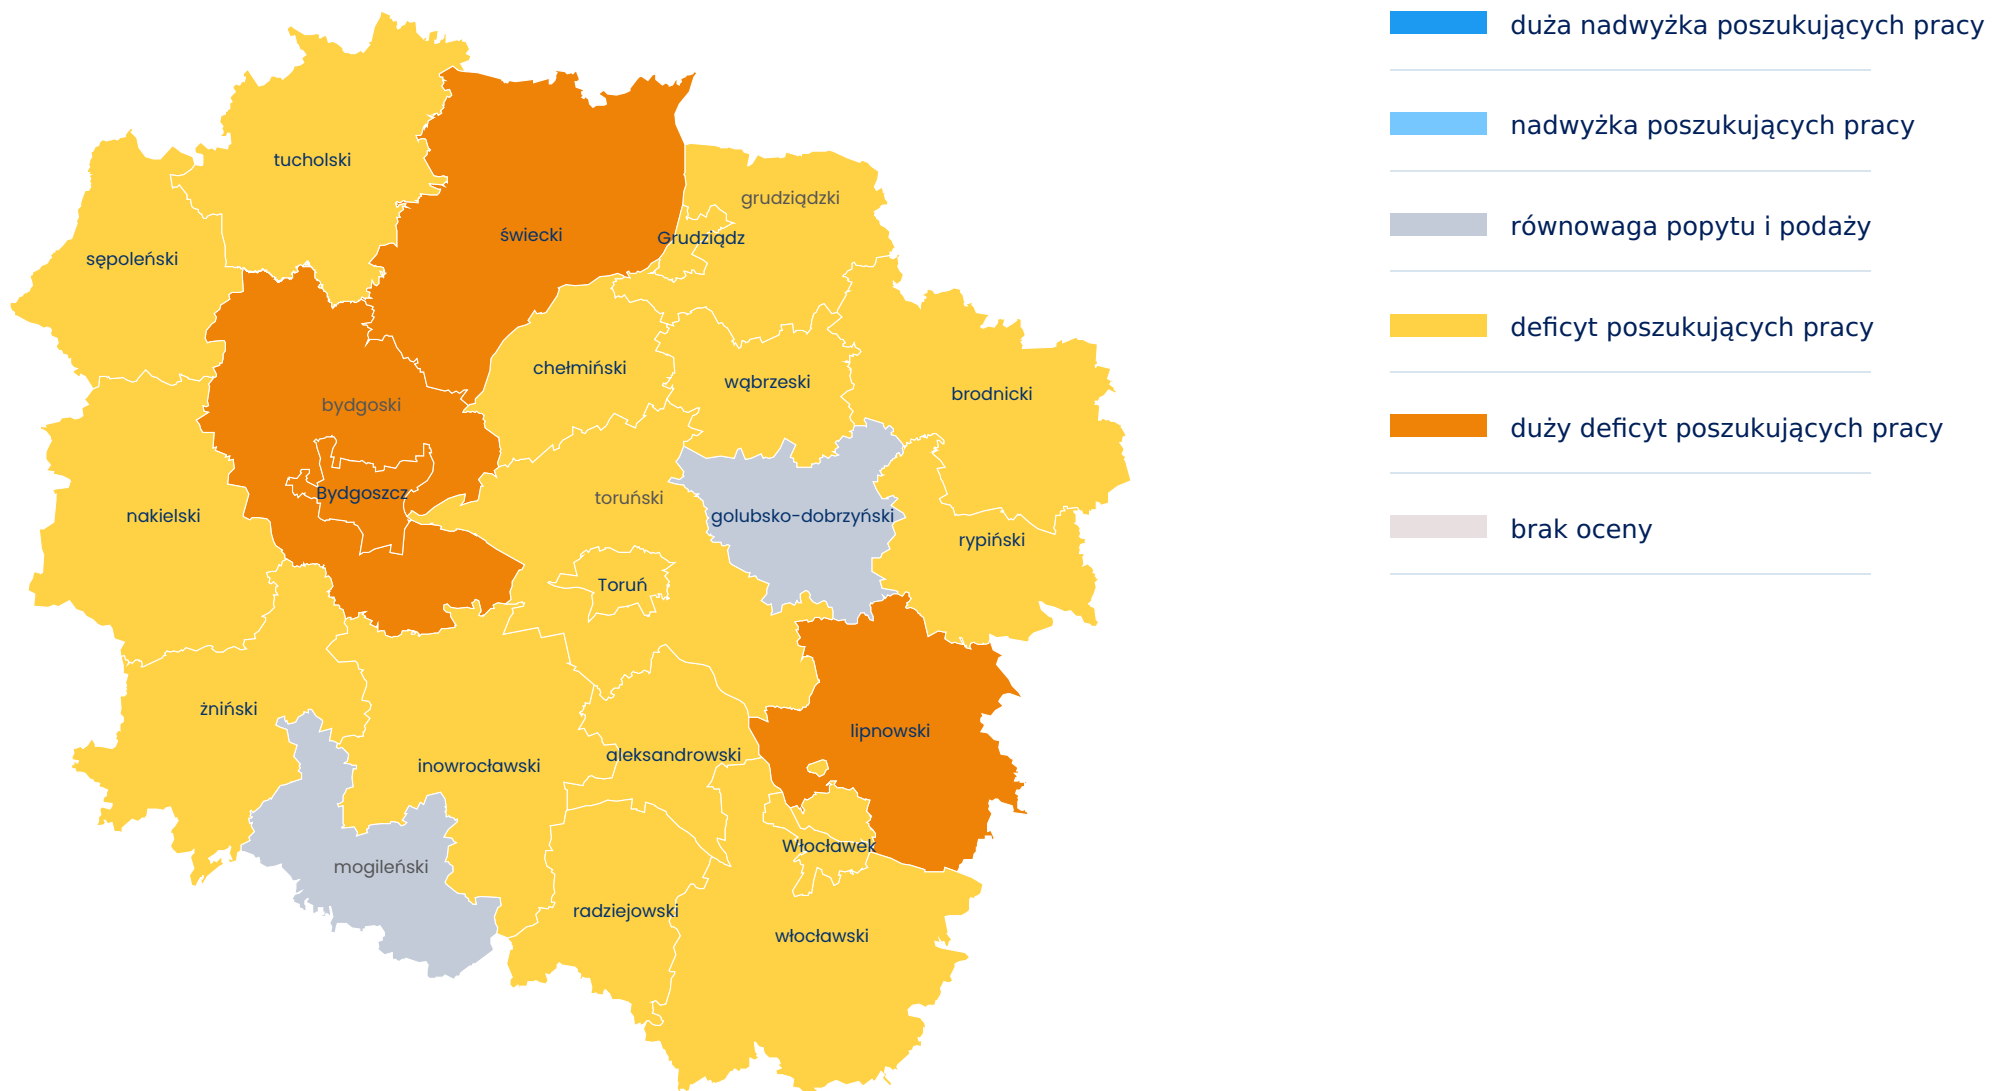 duża nadwyżka poszukujących pracy
nadwyżka poszukujących pracy
równowaga popytu i podaży
deficyt poszukujących pracy
duży deficyt poszukujących pracy
brak oceny
tucholski
grudziądzki
świecki
Grudziądz
sępoleński
chełmiński
wąbrzeski
brodnicki
bydgoski
Bydgoszcz
toruński
nakielski
golubsko-dobrzyński
rypiński
Toruń
żniński
lipnowski
aleksandrowski
inowrocławski
Włocławek
mogileński
radziejowski
włocławski